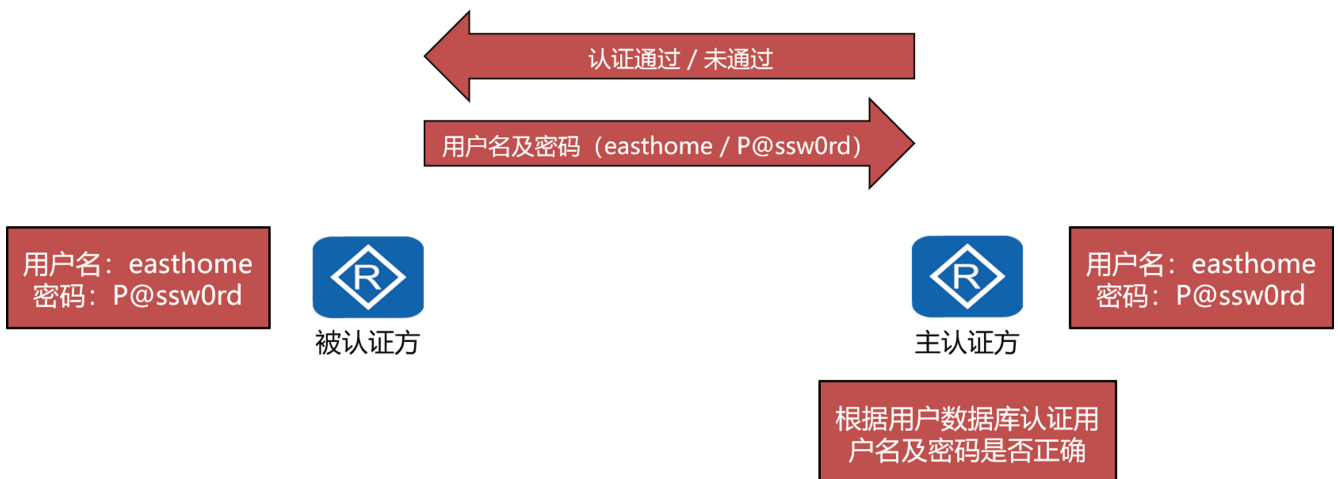 认证通过 / 未通过
用户名及密码（easthome / P@ssw0rd）
用户名：easthome
密码：P@ssw0rd
R
被认证方
R
主认证方
用户名：easthome
密码：P@ssw0rd
根据用户数据库认证用
户名及密码是否正确